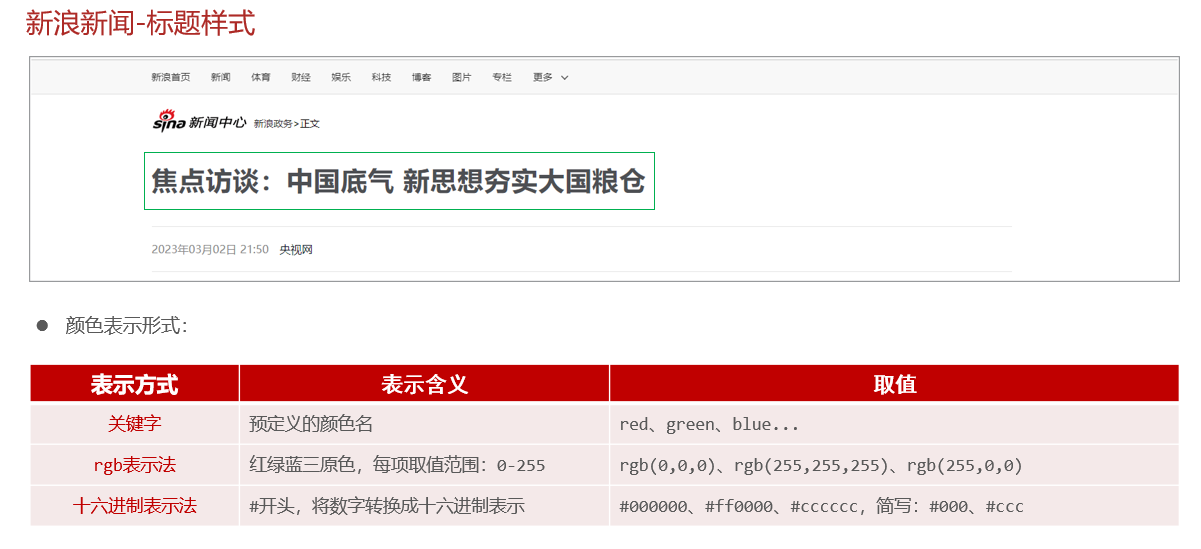 新浪新闻-标题样式
新浪首页 新闻 体育 财经 娱乐 科技 博客 图片 专栏 更多
sina 新闻中心 新浪政务>正文
焦点访谈：中国底气 新思想夯实大国粮仓
2023年03月02日 21:50 央视网
● 颜色表示形式：
表示方式 表示含义 取值
关键字 预定义的颜色名 red、green、blue...
rgb表示法 红绿蓝三原色，每项取值范围：0-255 rgb(0,0,0)、rgb(255,255,255)、rgb(255,0,0)
十六进制表示法 #开头，将数字转换成十六进制表示 #000000、#ff0000、#cccccc，简写：#000、#ccc